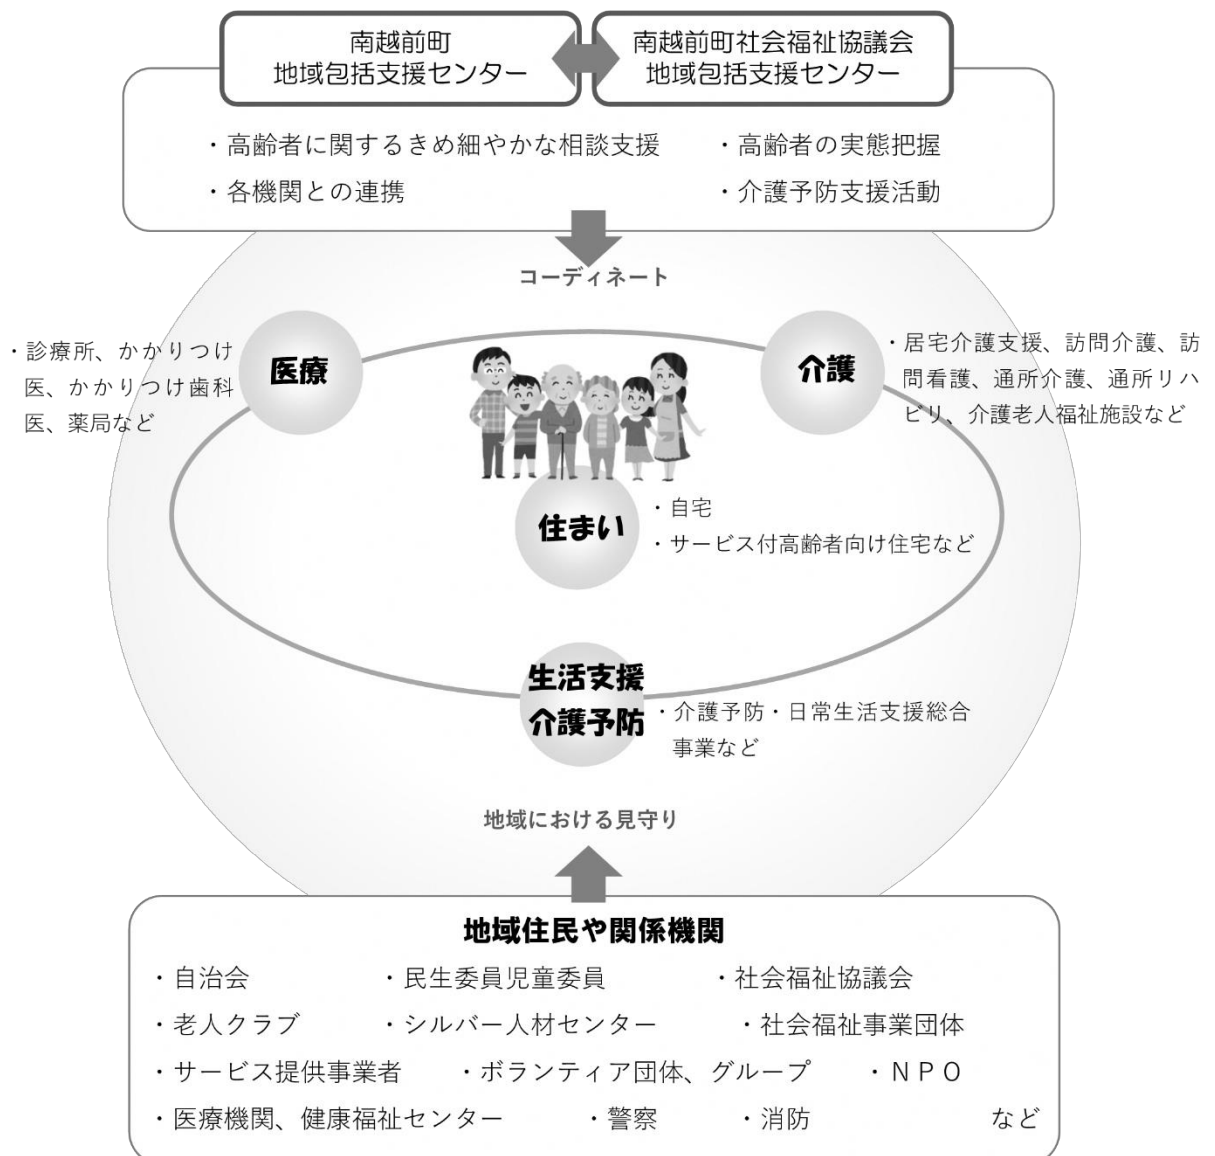 南越前町
地域包括支援センター
南越前町社会福祉協議会
地域包括支援センター
・高齢者に関するきめ細やかな相談支援
・高齢者の実態把握
・各機関との連携
・介護予防支援活動
コーディネート
医療
・診療所、かかりつけ
医、かかりつけ歯科
医、薬局など
介護
・居宅介護支援、訪問介護、訪
問看護、通所介護、通所リハ
ビリ、介護老人福祉施設など
住まい
・自宅
・サービス付高齢者向け住宅など
生活支援
介護予防
・介護予防・日常生活支援総合
事業など
地域における見守り
地域住民や関係機関
・自治会 ・民生委員児童委員 ・社会福祉協議会
・老人クラブ ・シルバー人材センター ・社会福祉事業団体
・サービス提供事業者 ・ボランティア団体、グループ ・ＮＰＯ
・医療機関、健康福祉センター ・警察 ・消防 など